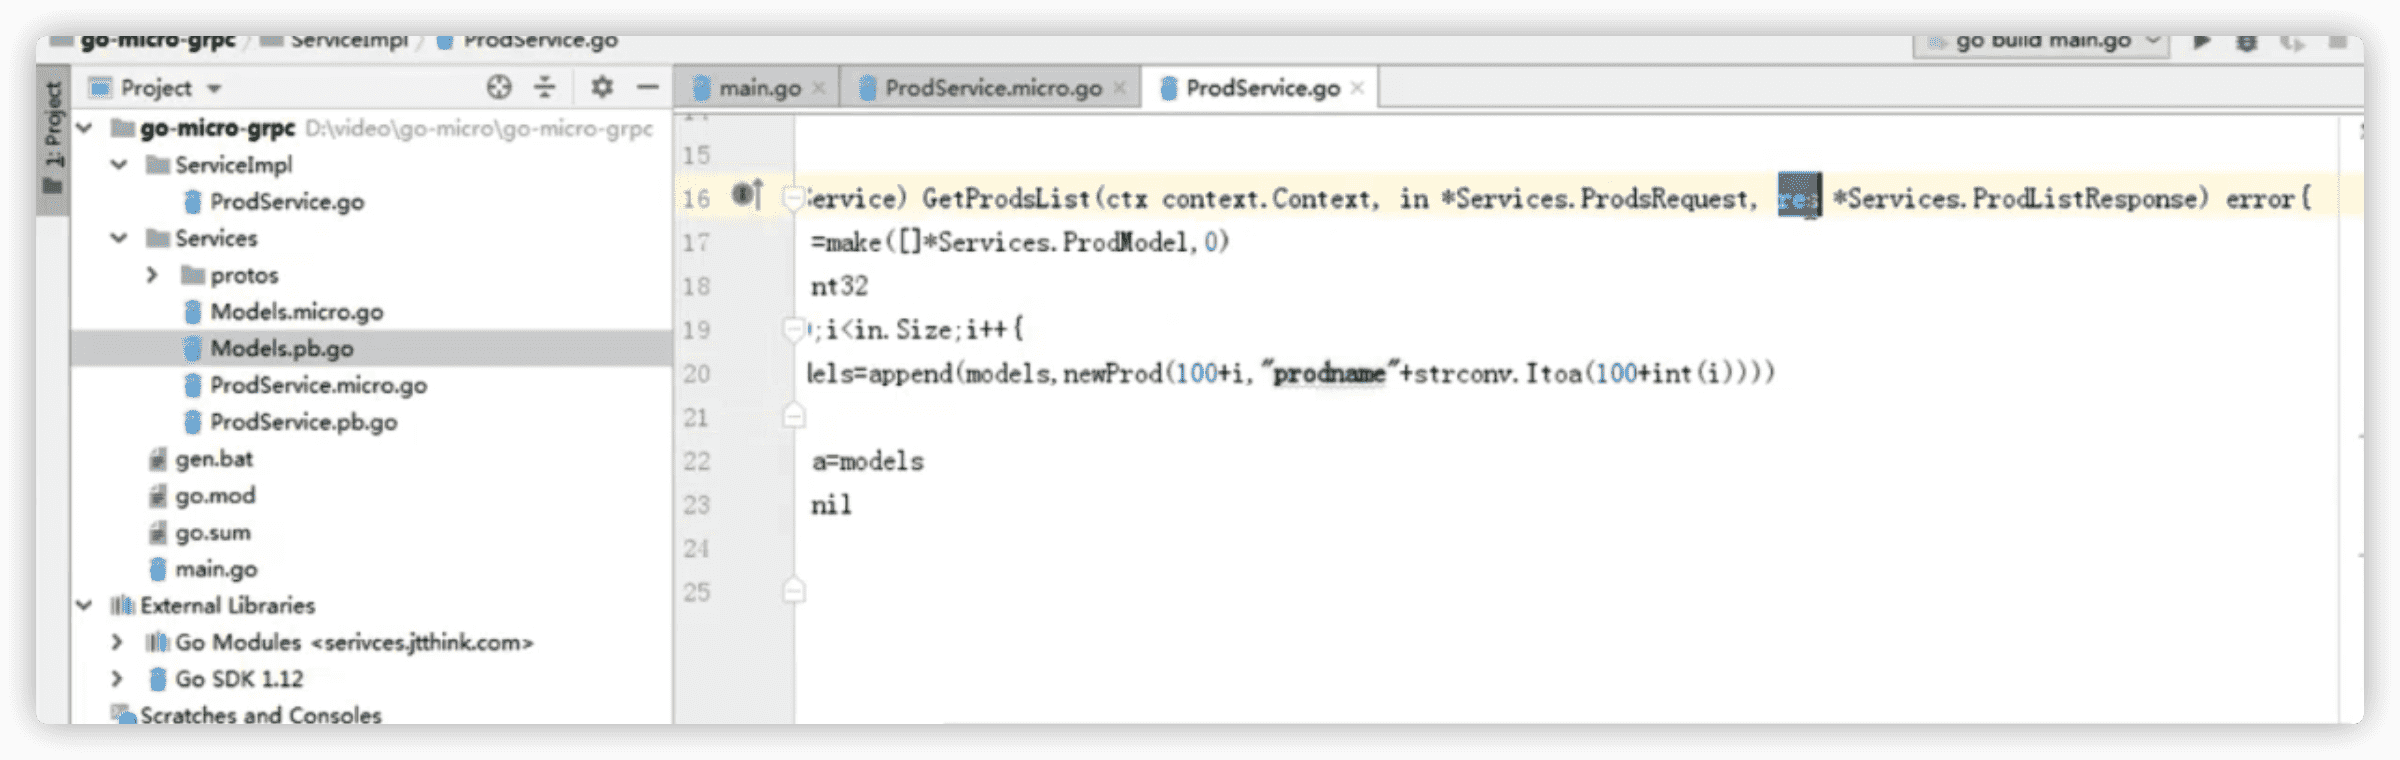 go-micro-grpc / ServiceImpl / ProdService.go
go build main.go
1: Project
Project
main.go
ProdService.micro.go
ProdService.go
go-micro-grpc D:\video\go-micro\go-micro-grpc
ServiceImpl
ProdService.go
Services
protos
Models.micro.go
Models.pb.go
ProdService.micro.go
ProdService.pb.go
gen.bat
go.mod
go.sum
main.go
External Libraries
Go Modules <serivces.jtthink.com>
Go SDK 1.12
Scratches and Consoles
14
15
16 Service) GetProdsList(ctx context.Context, in *Services.ProdsRequest, res *Services.ProdListResponse) error{
17 =make([]*Services.ProdModel,0)
18 nt32
19 ;i<in.Size;i++{
20 lels=append(models,newProd(100+i,"prodname"+strconv.Itoa(100+int(i))))
21
22 a=models
23 nil
24
25